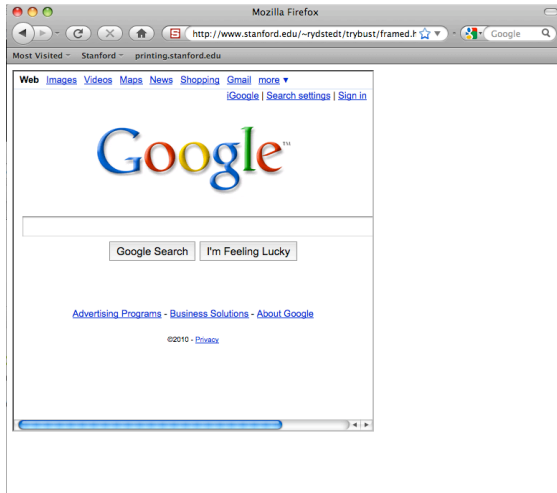 Mozilla Firefox
http://www.stanford.edu/~rydstedt/trybust/framed.h Google
Most Visited Stanford printing.stanford.edu
Web Images Videos Maps News Shopping Gmail more ▼
iGoogle | Search settings | Sign in
Google™
Google Search I'm Feeling Lucky
Advertising Programs - Business Solutions - About Google
©2010 - Privacy